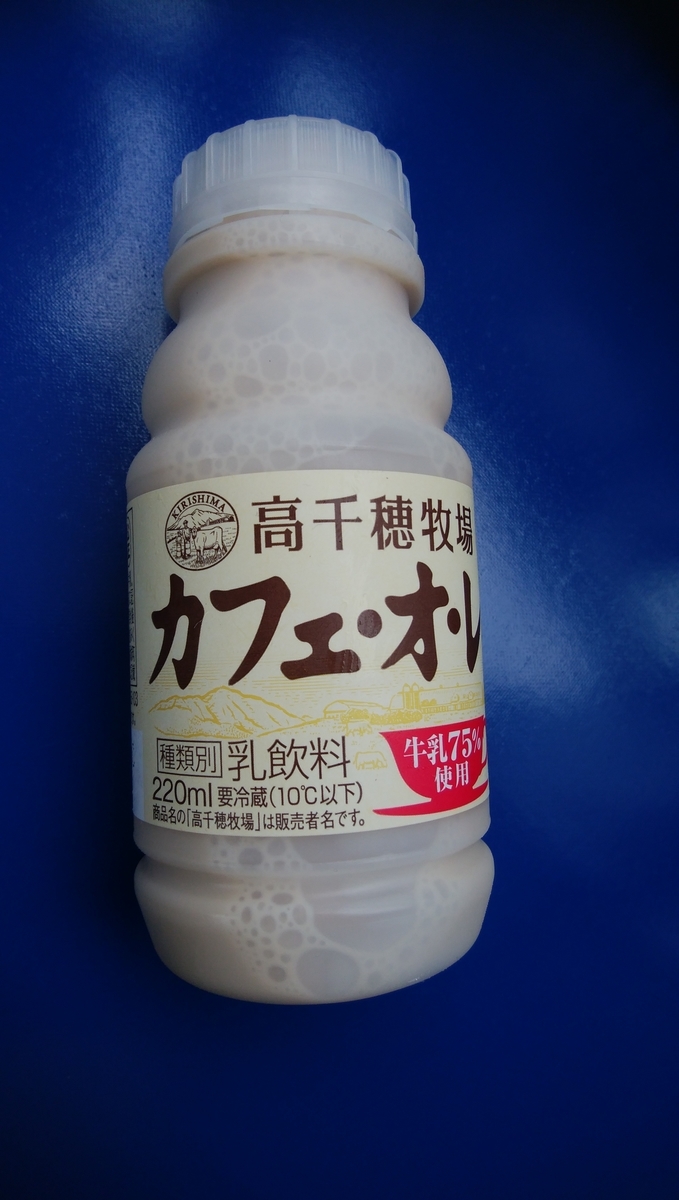 KIRISHIMA
高千穂牧場
カフェ・オ・レ
種類別 乳飲料
220ml 要冷蔵(10℃以下)
商品名の「高千穂牧場」は販売者名です。
牛乳75%
使用